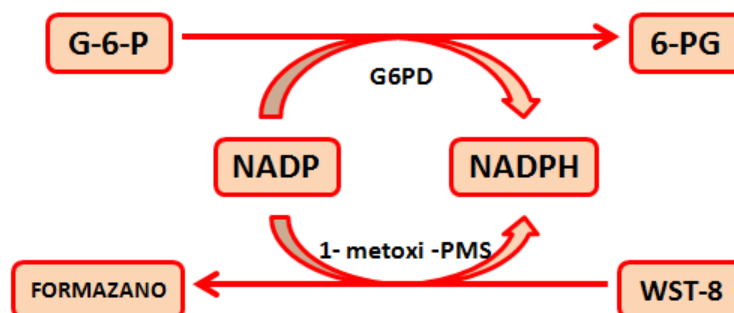 G-6-P
6-PG
G6PD
NADP
NADPH
1- metoxi -PMS
FORMAZANO
WST-8